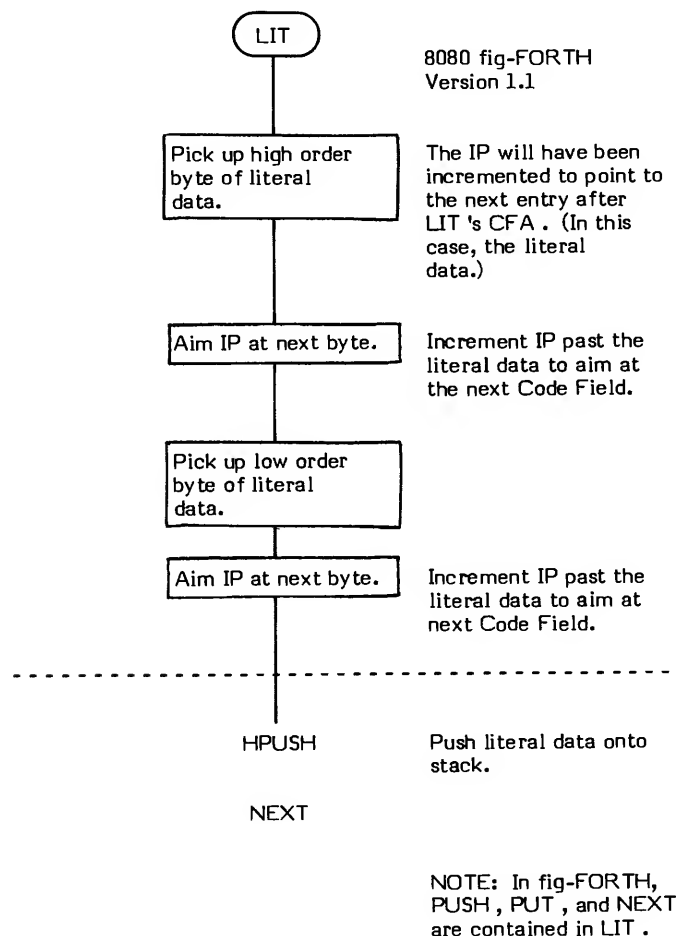 LIT
8080 fig-FORTH
Version 1.1
Pick up high order
byte of literal
data.
The IP will have been
incremented to point to
the next entry after
LIT 's CFA . (In this
case, the literal
data.)
Aim IP at next byte.
Increment IP past the
literal data to aim at
the next Code Field.
Pick up low order
byte of literal
data.
Aim IP at next byte.
Increment IP past the
literal data to aim at
next Code Field.
HPUSH
Push literal data onto
stack.
NEXT
NOTE: In fig-FORTH,
PUSH , PUT , and NEXT
are contained in LIT .